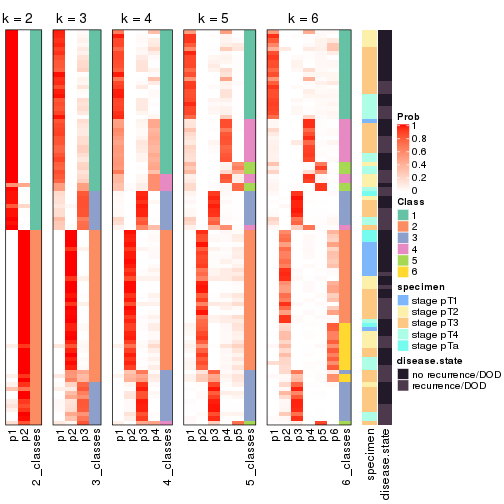 k = 2
k = 3
k = 4
k = 5
k = 6
p1
p2
2_classes
p1
p2
p3
3_classes
p1
p2
p3
p4
4_classes
p1
p2
p3
p4
p5
5_classes
p1
p2
p3
p4
p5
p6
6_classes
specimen
disease.state
Prob
1
0.8
0.6
0.4
0.2
0
Class
1
2
3
4
5
6
specimen
stage pT1
stage pT2
stage pT3
stage pT4
stage pTa
disease.state
no recurrence/DOD
recurrence/DOD